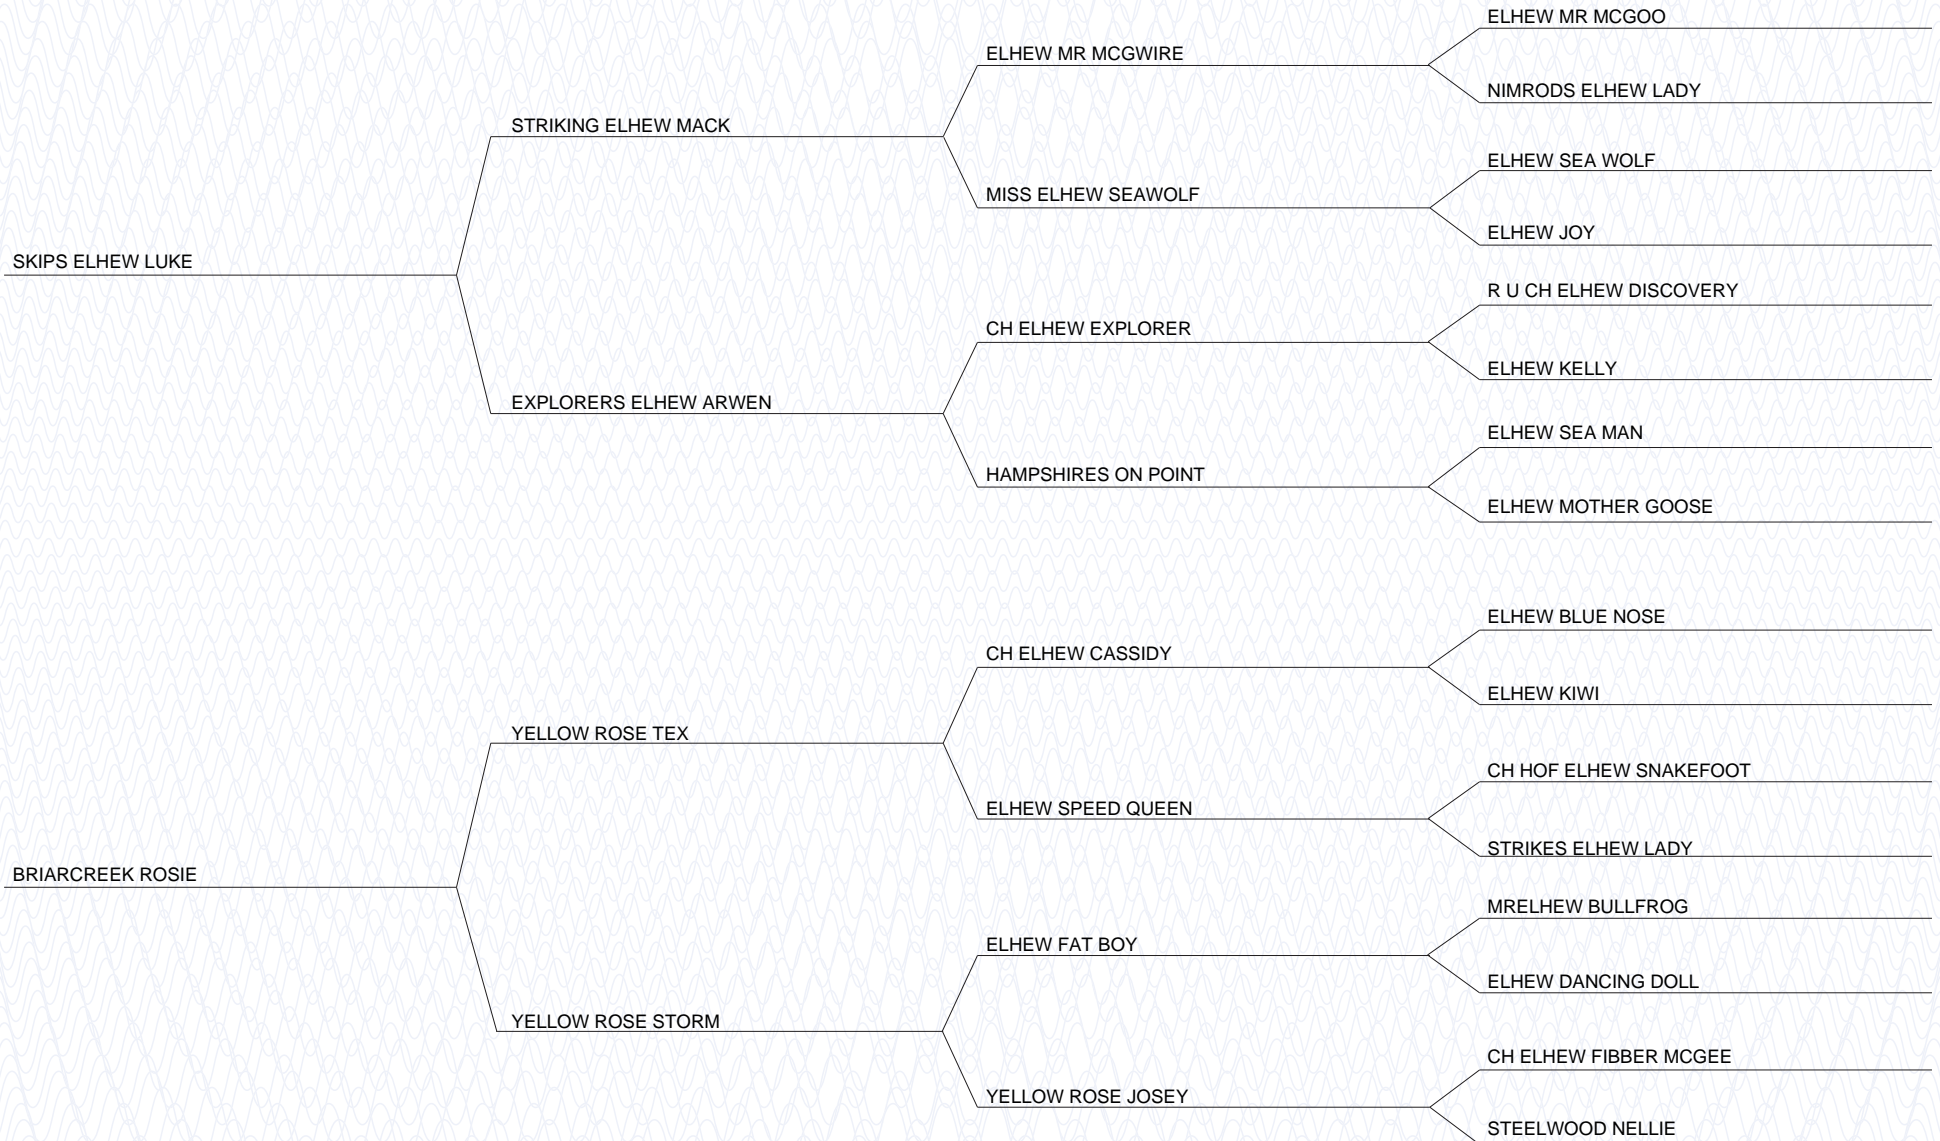 ELHEW MR MCGOO
ELHEW MR MCGWIRE
NIMRODS ELHEW LADY
STRIKING ELHEW MACK
ELHEW SEA WOLF
MISS ELHEW SEAWOLF
ELHEW JOY
SKIPS ELHEW LUKE
R U CH ELHEW DISCOVERY
CH ELHEW EXPLORER
ELHEW KELLY
EXPLORERS ELHEW ARWEN
ELHEW SEA MAN
HAMPSHIRES ON POINT
ELHEW MOTHER GOOSE
ELHEW BLUE NOSE
CH ELHEW CASSIDY
ELHEW KIWI
YELLOW ROSE TEX
CH HOF ELHEW SNAKEFOOT
ELHEW SPEED QUEEN
STRIKES ELHEW LADY
BRIARCREEK ROSIE
MRELHEW BULLFROG
ELHEW FAT BOY
ELHEW DANCING DOLL
YELLOW ROSE STORM
CH ELHEW FIBBER MCGEE
YELLOW ROSE JOSEY
STEELWOOD NELLIE